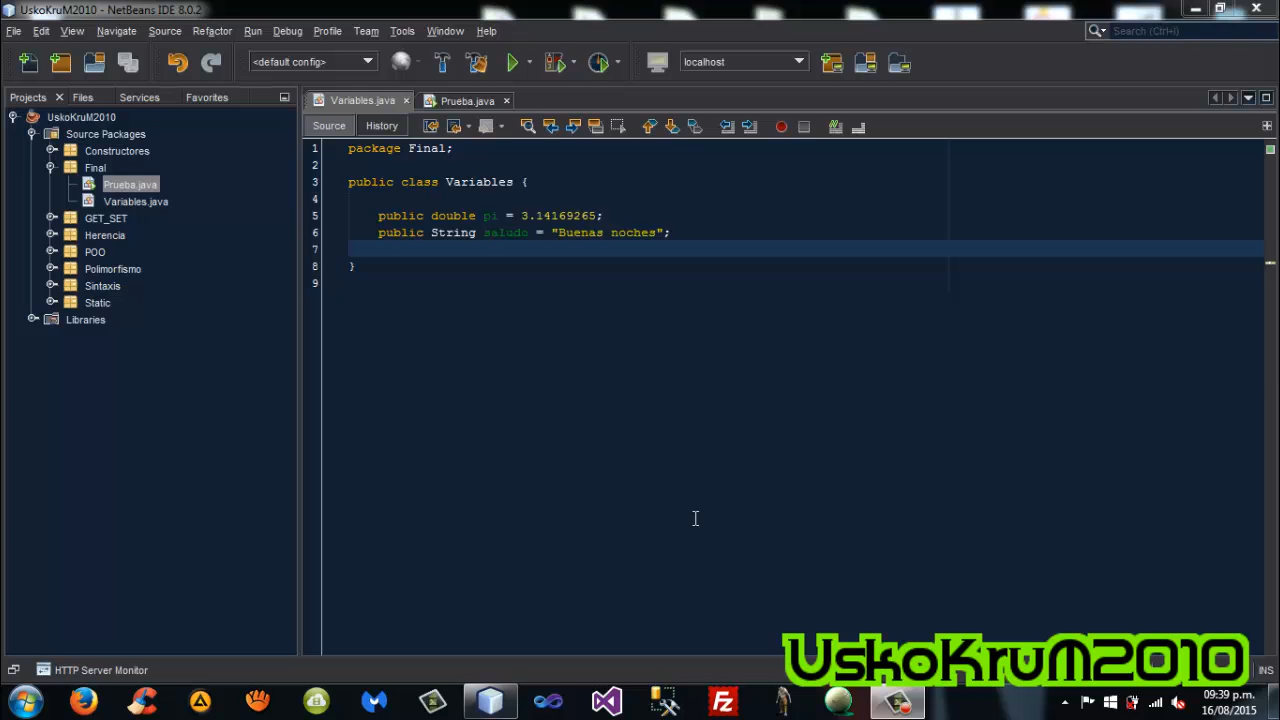 UskoKruM2010 - NetBeans IDE 8.0.2
File Edit View Navigate Source Refactor Run Debug Profile Team Tools Window Help
Search (Ctrl+I)
<default config>
localhost
Projects Files Services Favorites
Variables.java Prueba.java
UskoKruM2010
Source History
Source Packages
Constructores
Final
Prueba.java
Variables.java
GET_SET
Herencia
POO
Polimorfismo
Sintaxis
Static
Libraries
1 package Final;
2
3 public class Variables {
4
5 public double pi = 3.14169265;
6 public String saludo = "Buenas noches";
7
8 }
9
UskoKruM2010
HTTP Server Monitor
INS
09:39 p.m.
16/08/2015